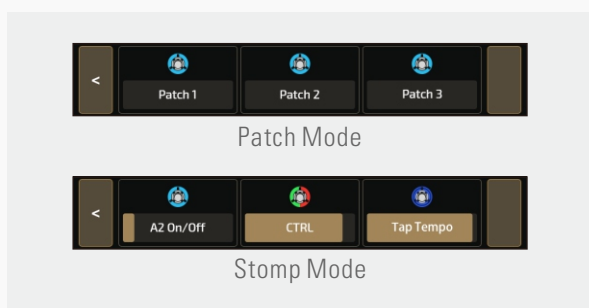 < Patch 1 Patch 2 Patch 3
Patch Mode
< A2 On/Off CTRL Tap Tempo
Stomp Mode